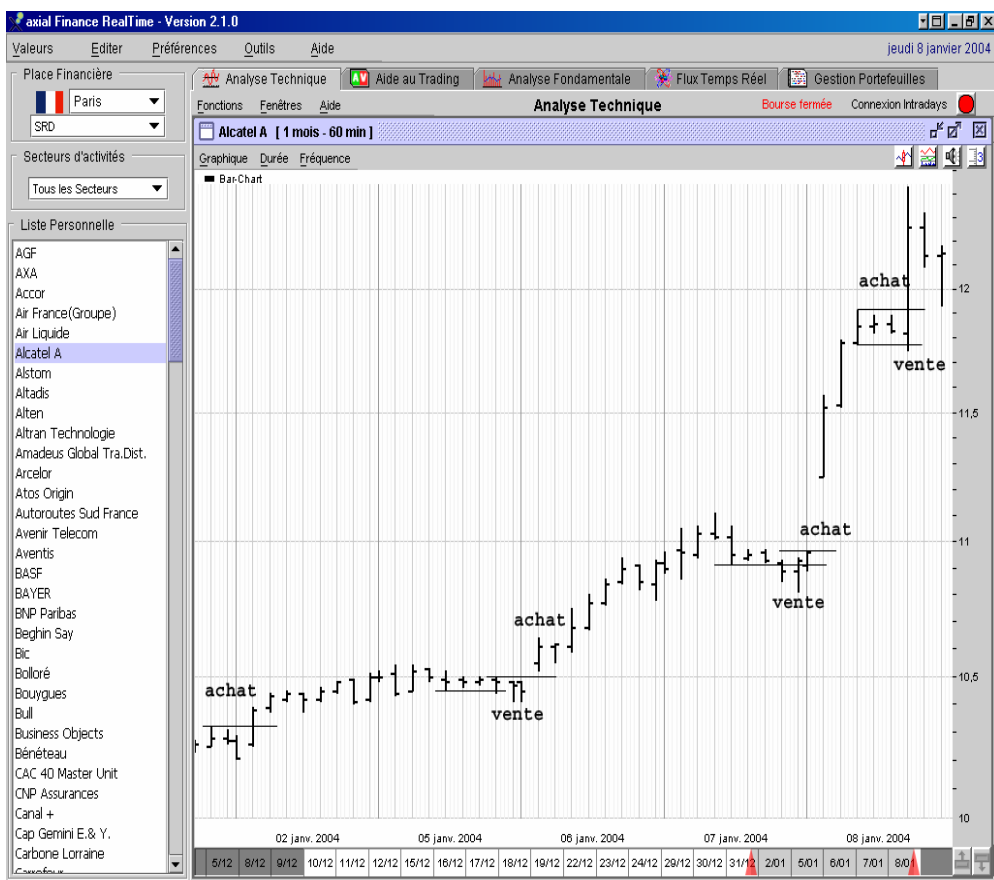 axial Finance RealTime - Version 2.1.0
Valeurs Editer Préférences Outils Aide jeudi 8 janvier 2004
Place Financière
Paris
SRD
Secteurs d'activités
Tous les Secteurs
Liste Personnelle
AGF
AXA
Accor
Air France(Groupe)
Air Liquide
Alcatel A
Alstom
Altadis
Alten
Altran Technologie
Amadeus Global Tra.Dist.
Arcelor
Atos Origin
Autoroutes Sud France
Avenir Telecom
Aventis
BASF
BAYER
BNP Paribas
Beghin Say
Bic
Bolloré
Bouygues
Bull
Business Objects
Bénéteau
CAC 40 Master Unit
CNP Assurances
Canal +
Cap Gemini E.& Y.
Carbone Lorraine
Carrefour
Analyse Technique Aide au Trading Analyse Fondamentale Flux Temps Réel Gestion Portefeuilles
Fonctions Fenêtres Aide Analyse Technique Bourse fermée Connexion Intradays
Alcatel A [ 1 mois - 60 min ]
Graphique Durée Fréquence
3
Bar-Chart
achat
12
vente
11,5
achat
11
vente
achat
10,5
achat
vente
10
02 janv. 2004 05 janv. 2004 06 janv. 2004 07 janv. 2004 08 janv. 2004
5/12 8/12 9/12 10/12 11/12 12/12 15/12 16/12 17/12 18/12 19/12 22/12 23/12 24/12 29/12 30/12 31/12 2/01 5/01 6/01 7/01 8/01